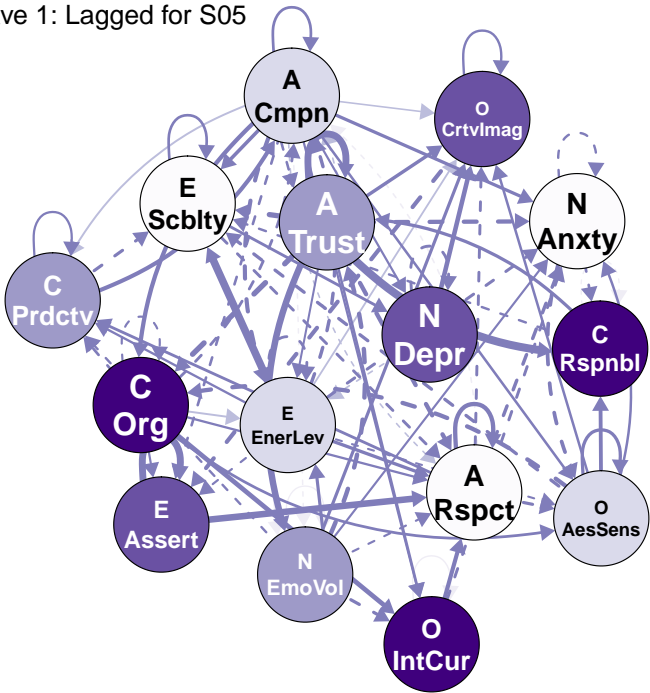 ve 1: Lagged for S05
A
Cmpn
O
CrtvImag
E
Scblty
A
Trust
N
Anxty
C
Prdctv
N
Depr
C
Rspnbl
C
Org
E
EnerLev
A
Rspct
O
AesSens
E
Assert
N
EmoVol
O
IntCur